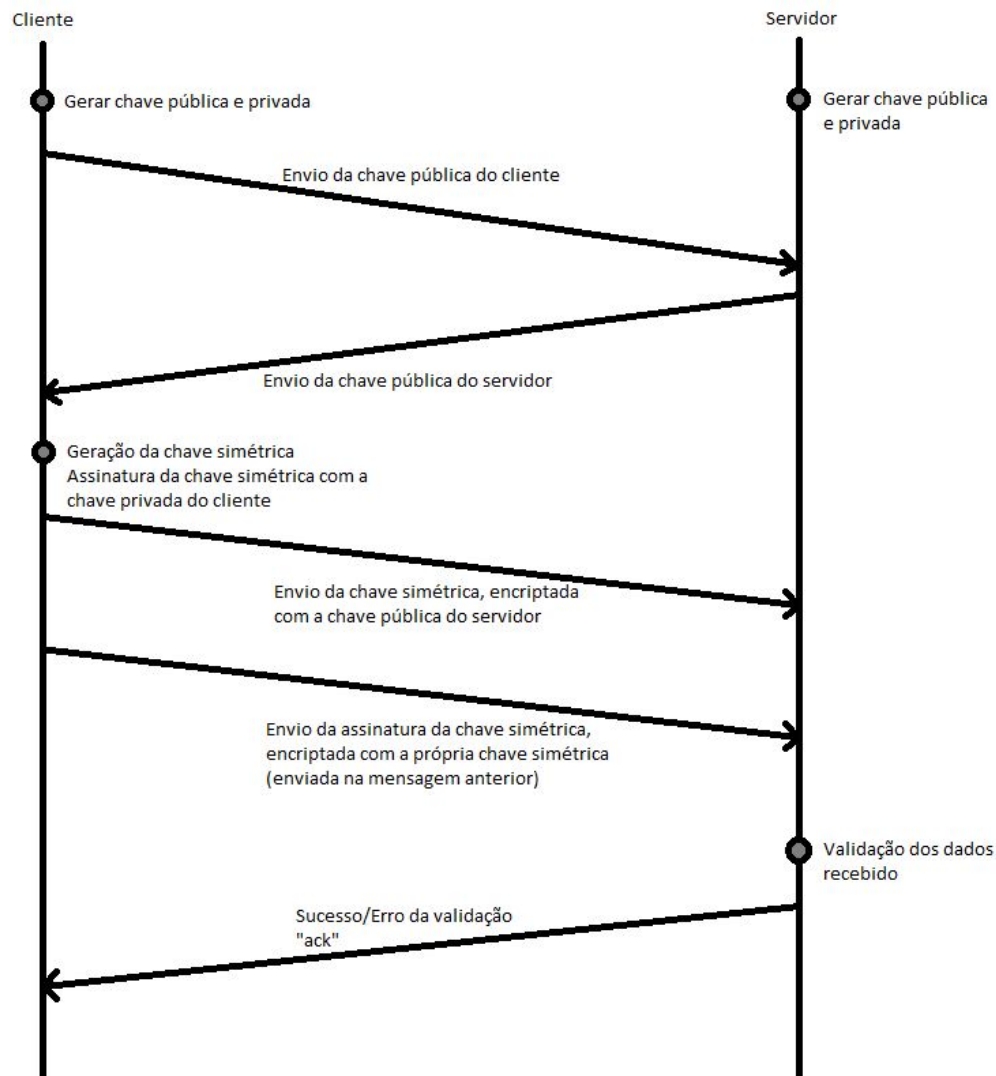 Cliente
Servidor
Gerar chave pública e privada
Gerar chave pública
e privada
Envio da chave pública do cliente
Envio da chave pública do servidor
Geração da chave simétrica
Assinatura da chave simétrica com a
chave privada do cliente
Envio da chave simétrica, encriptada
com a chave pública do servidor
Envio da assinatura da chave simétrica,
encriptada com a própria chave simétrica
(enviada na mensagem anterior)
Validação dos dados
recebido
Sucesso/Erro da validação
"ack"